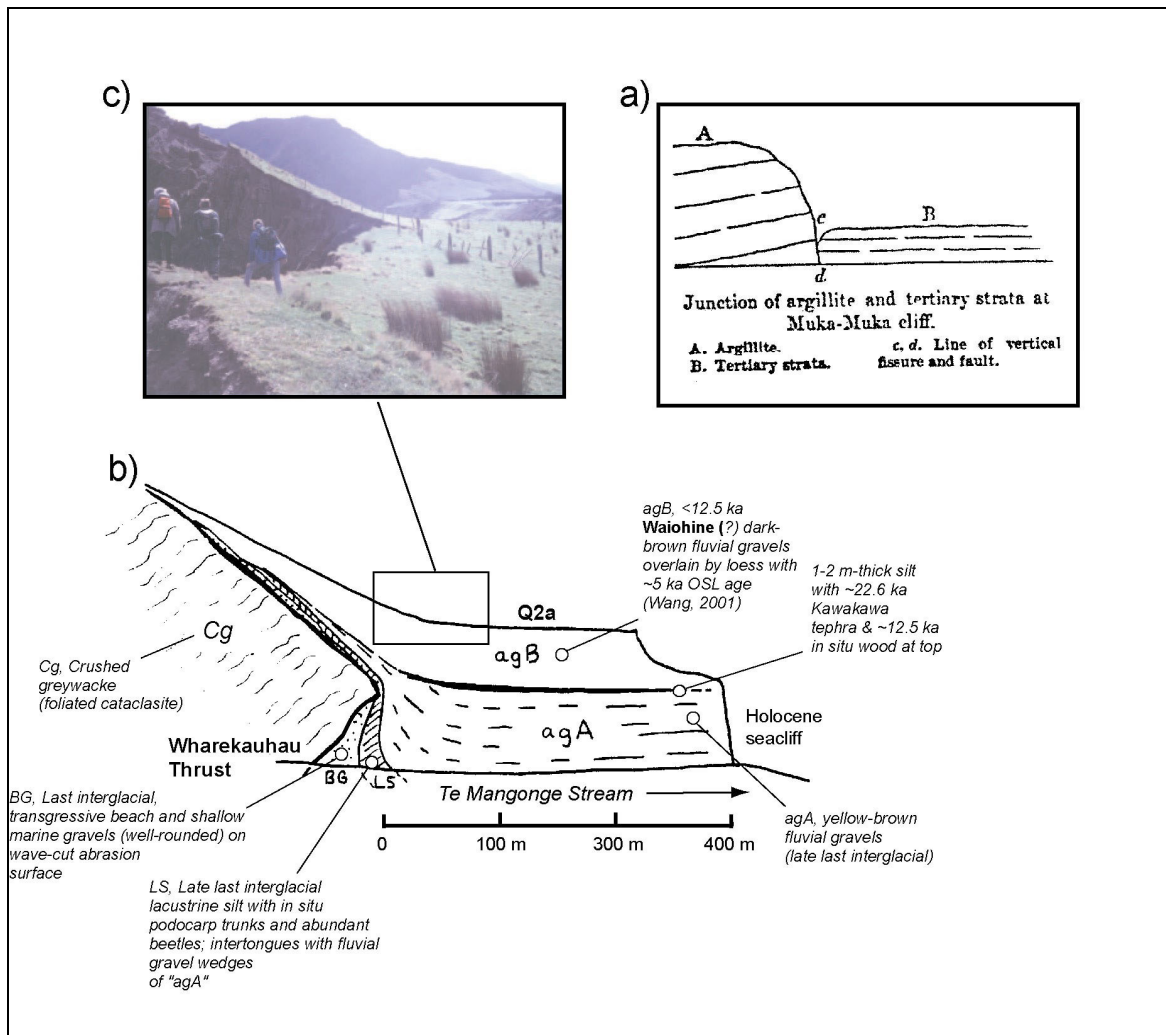 c)
a)
A
c
B
d.
Junction of argillite and tertiary strata at
Muka-Muka cliff.
A. Argillite.
B. Tertiary strata.
c, d. Line of vertical
fissure and fault.
b)
agB, <12.5 ka
Waiohine (?) dark-
brown fluvial gravels
overlain by loess with
~5 ka OSL age
(Wang, 2001)
1-2 m-thick silt
with ~22.6 ka
Kawakawa
tephra & ~12.5 ka
in situ wood at top
Q2a
agB
Cg
Cg, Crushed
greywacke
(foliated cataclasite)
agA
Holocene
seacliff
Wharekauhau
Thrust
BG
LS
Te Mangonge Stream
BG, Last interglacial,
transgressive beach and shallow
marine gravels (well-rounded) on
wave-cut abrasion
surface
0
100 m
300 m
400 m
agA, yellow-brown
fluvial gravels
(late last interglacial)
LS, Late last interglacial
lacustrine silt with in situ
podocarp trunks and abundant
beetles; intertongues with fluvial
gravel wedges
of "agA"